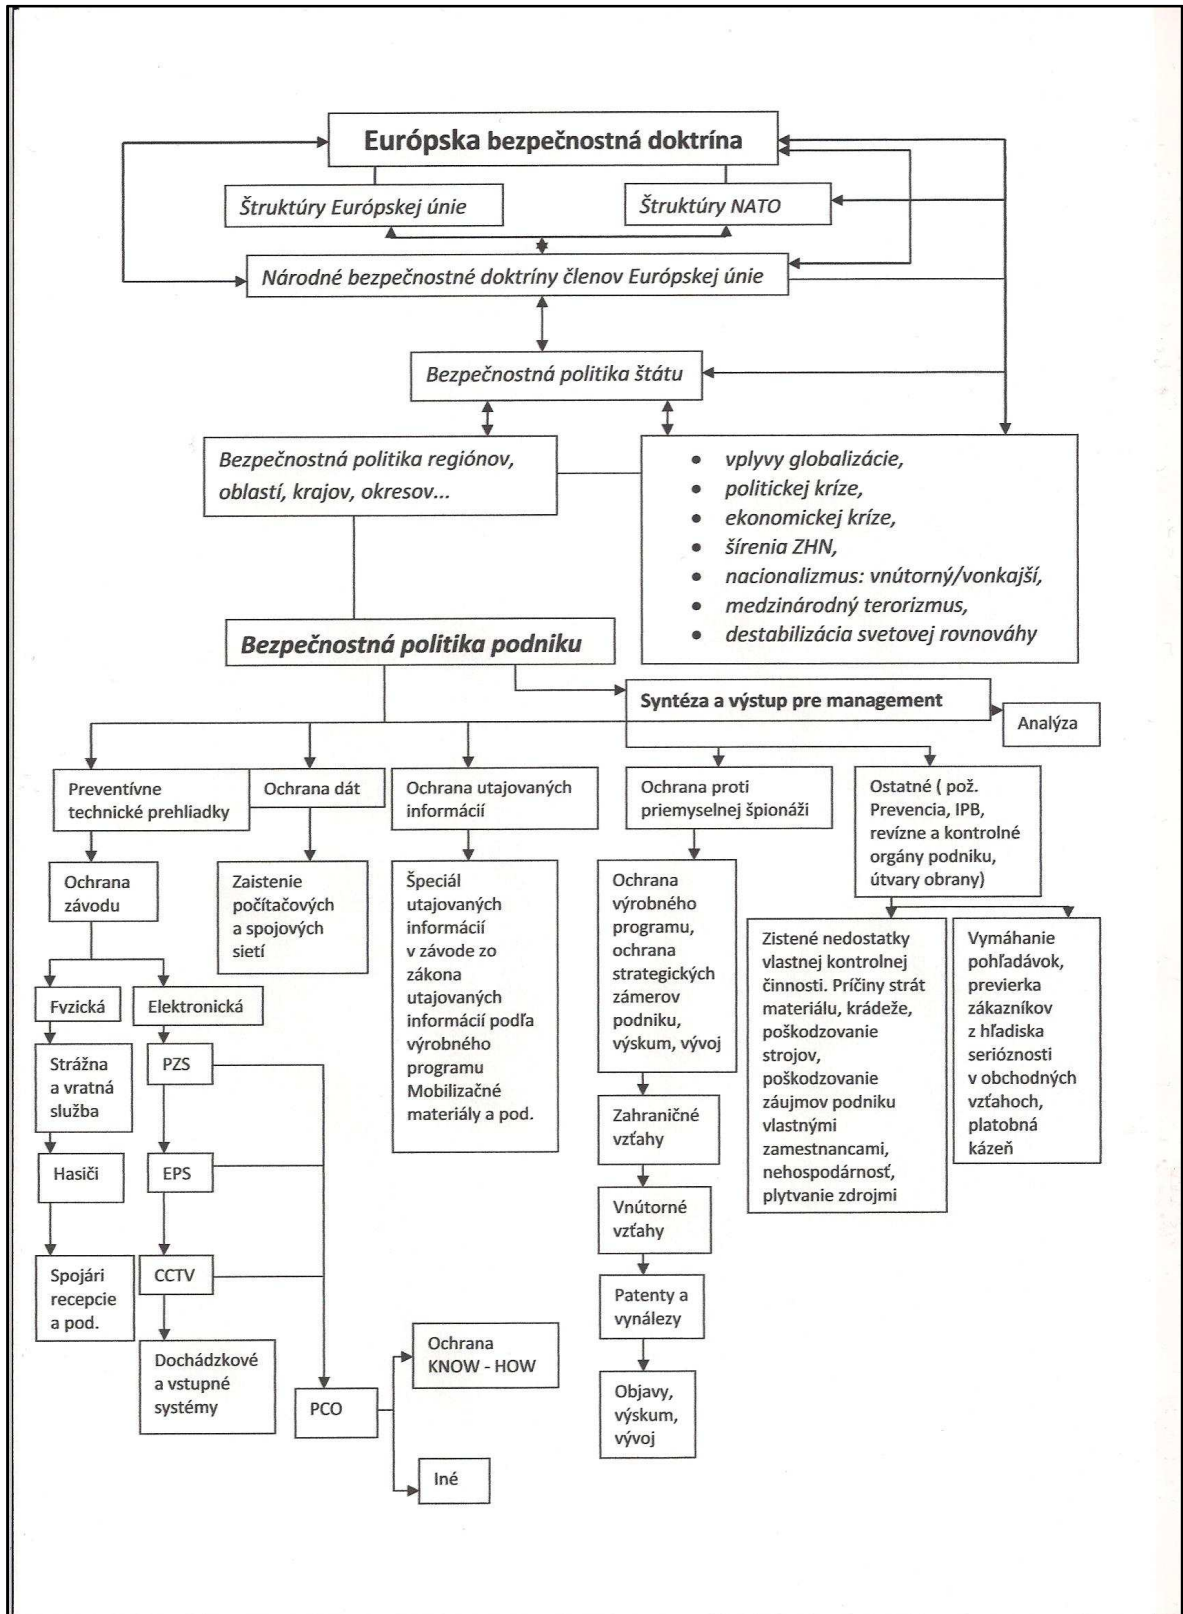 Európska bezpečnostná doktrína
Štruktúry Európskej únie
Štruktúry NATO
Národné bezpečnostné doktríny členov Európskej únie
Bezpečnostná politika štátu
Bezpečnostná politika regiónov,
oblastí, krajov, okresov...
• vplyvy globalizácie,
• politickej kríze,
• ekonomickej kríze,
• šírenia ZHN,
• nacionalizmus: vnútorný/vonkajší,
• medzinárodný terorizmus,
• destabilizácia svetovej rovnováhy
Bezpečnostná politika podniku
Syntéza a výstup pre management
Analýza
Preventívne
technické prehliadky
Ochrana dát
Ochrana utajovaných
informácií
Ochrana proti
priemyselnej špionáži
Ostatné ( pož.
Prevencia, IPB,
revízne a kontrolné
orgány podniku,
útvary obrany)
Ochrana
závodu
Zaistenie
počítačových
a spojových
sietí
Špeciál
utajovaných
informácií
v závode zo
zákona
utajovaných
informácií podľa
výrobného
programu
Mobilizačné
materiály a pod.
Ochrana
výrobného
programu,
ochrana
strategických
zámerov
podniku,
výskum, vývoj
Zistené nedostatky
vlastnej kontrolnej
činnosti. Príčiny strát
materiálu, krádeže,
poškodzovanie
strojov,
poškodzovanie
záujmov podniku
vlastnými
zamestnancami,
nehospodárnosť,
plytvanie zdrojmi
Vymáhanie
pohľadávok,
previerka
zákazníkov
z hľadiska
serióznosti
v obchodných
vzťahoch,
platobná
kázeň
Fyzická
Elektronická
Strážna
a vratná
služba
PZS
Hasiči
EPS
Spojári
recepcie
a pod.
CCTV
Dochádzkové
a vstupné
systémy
PCO
Ochrana
KNOW - HOW
Iné
Zahraničné
vzťahy
Vnútorné
vzťahy
Patenty a
vynálezy
Objavy,
výskum,
vývoj